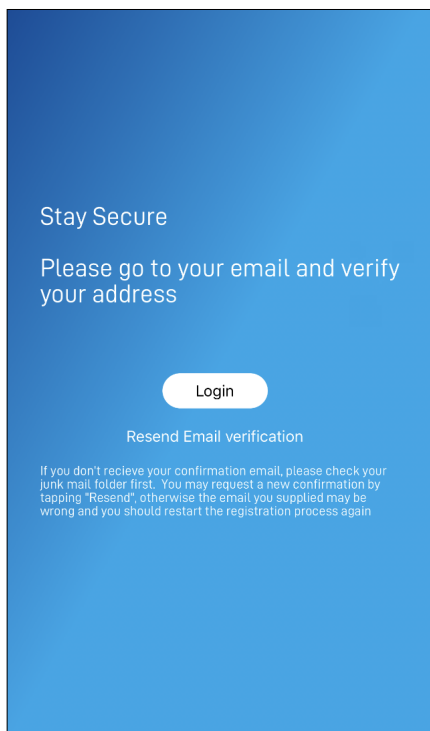 Stay Secure
Please go to your email and verify
your address
Login
Resend Email verification
If you don't recieve your confirmation email, please check your
junk mail folder first.  You may request a new confirmation by
tapping "Resend", otherwise the email you supplied may be
wrong and you should restart the registration process again